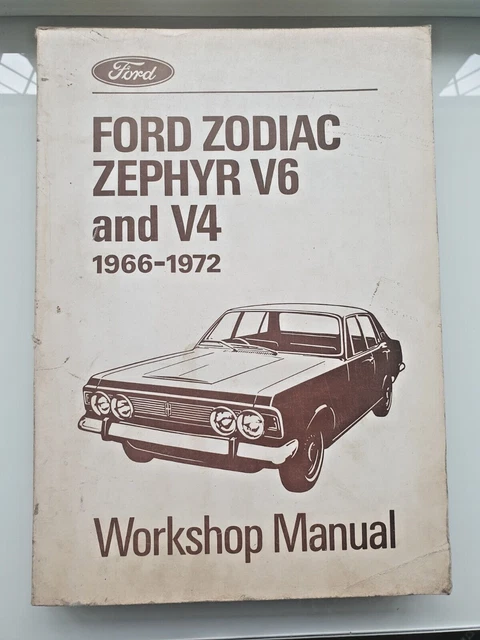 Ford
FORD ZODIAC
ZEPHYR V6
and V4
1966-1972
Workshop Manual